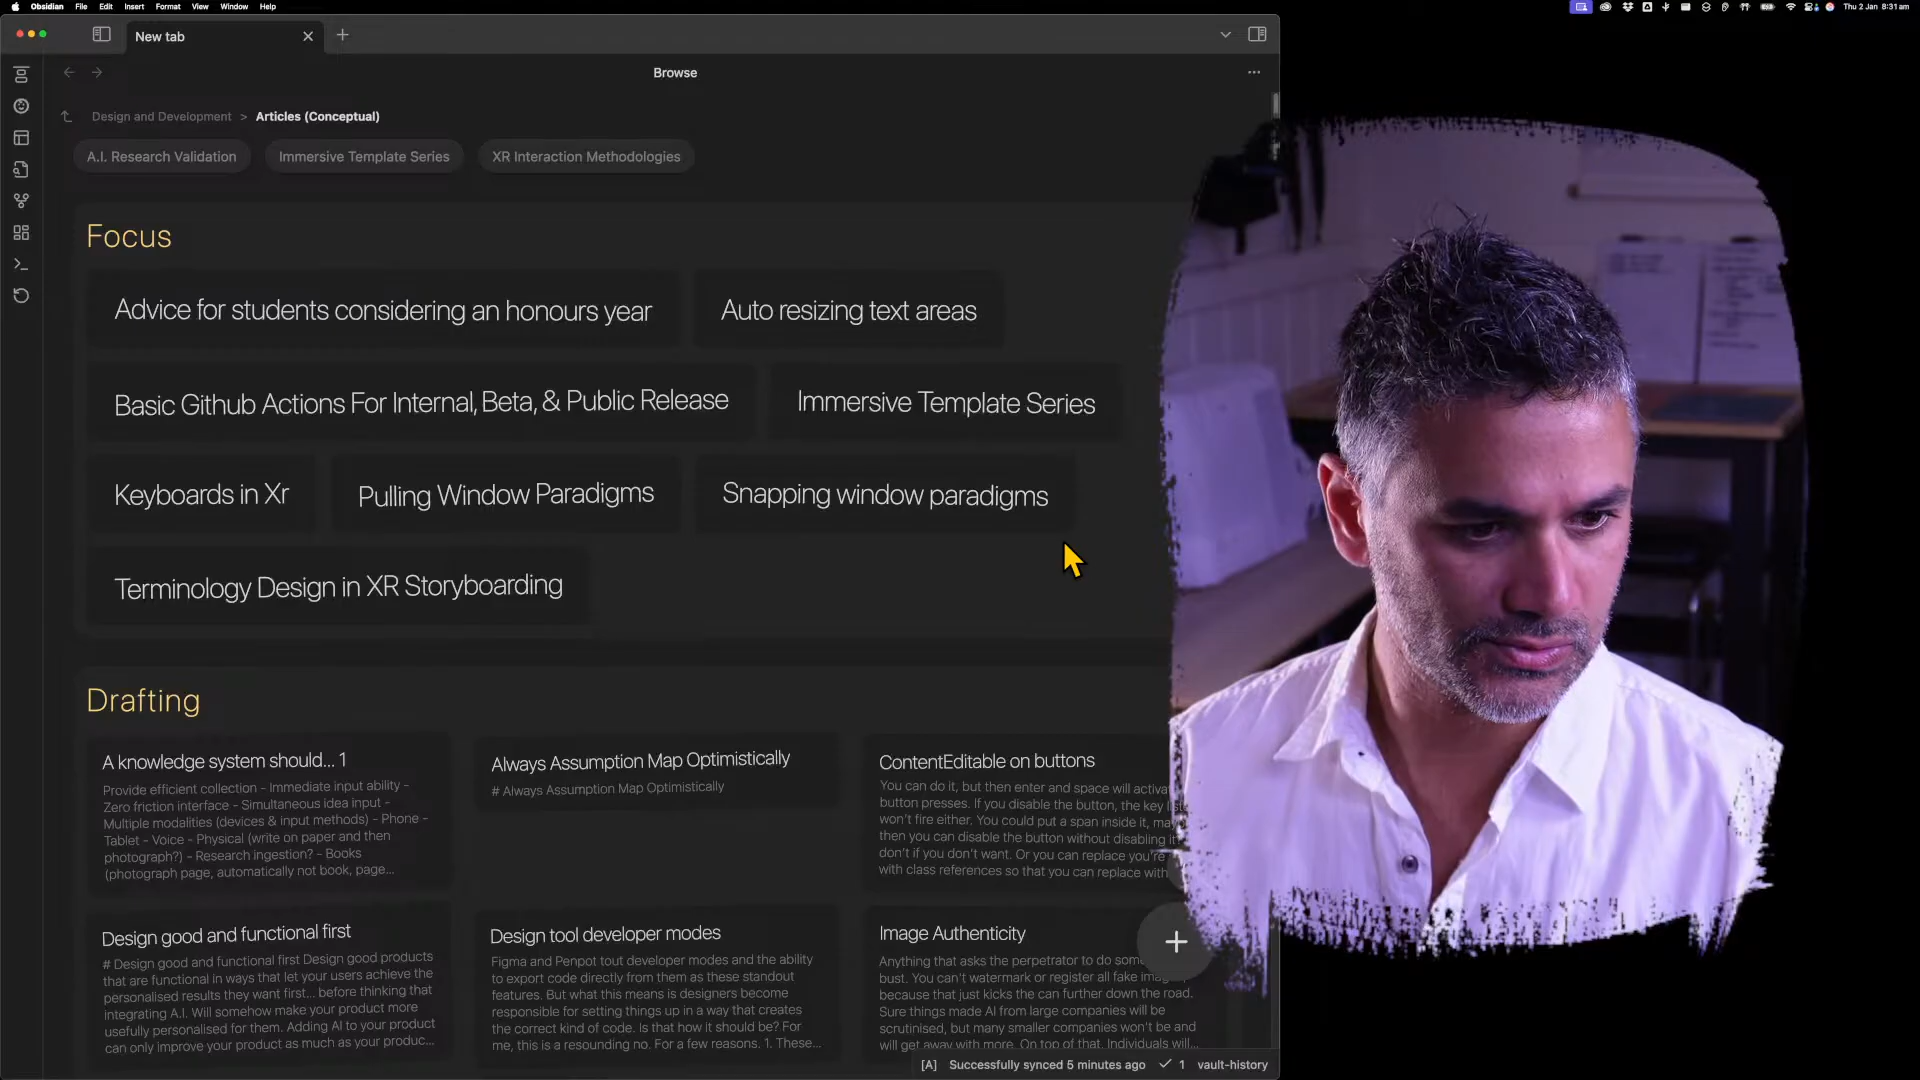 Obsidian File Edit Insert Format View Window Help
Thu 2 Jan 8:31am
New tab
Browse
Design and Development > Articles (Conceptual)
A.I. Research Validation
Immersive Template Series
XR Interaction Methodologies
Focus
Advice for students considering an honours year
Auto resizing text areas
Basic Github Actions For Internal, Beta, & Public Release
Immersive Template Series
Keyboards in Xr
Pulling Window Paradigms
Snapping window paradigms
Terminology Design in XR Storyboarding
Drafting
A knowledge system should... 1
Provide efficient collection - Immediate input ability -
Zero friction interface - Simultaneous idea input -
Multiple modalities (devices & input methods) - Phone -
Tablet - Voice - Physical (write on paper and then
photograph?) - Research ingestion? - Books
(photograph page, automatically not book, page...
Always Assumption Map Optimistically
# Always Assumption Map Optimistically
ContentEditable on buttons
You can do it, but then enter and space will
button presses. If you disable the button, the key
won't fire either. You could put a span inside it,
then you can disable the button without disabling
don't if you don't want. Or you can replace you're
with class references so that you can replace with
Design good and functional first
# Design good and functional first Design good products
that are functional in ways that let your users achieve the
personalised results they want first... before thinking that
integrating A.I. Will somehow make your product more
usefully personalised for them. Adding AI to your product
can only improve your product as much as your produc...
Design tool developer modes
Figma and Penpot tout developer modes and the ability
to export code directly from them as these standout
features. But what this means is designers become
responsible for setting things up in a way that creates
the correct kind of code. Is that how it should be? For
me, this is a resounding no. For a few reasons. 1. These...
Image Authenticity
Anything that asks the perpetrator to do
bust. You can't watermark or register all fake
because that just kicks the can further down the road.
Sure things made AI from large companies will be
scrutinised, but many smaller companies won't be and
will get away with more. On top of that, Individuals will...
[A] Successfully synced 5 minutes ago 1 vault-history